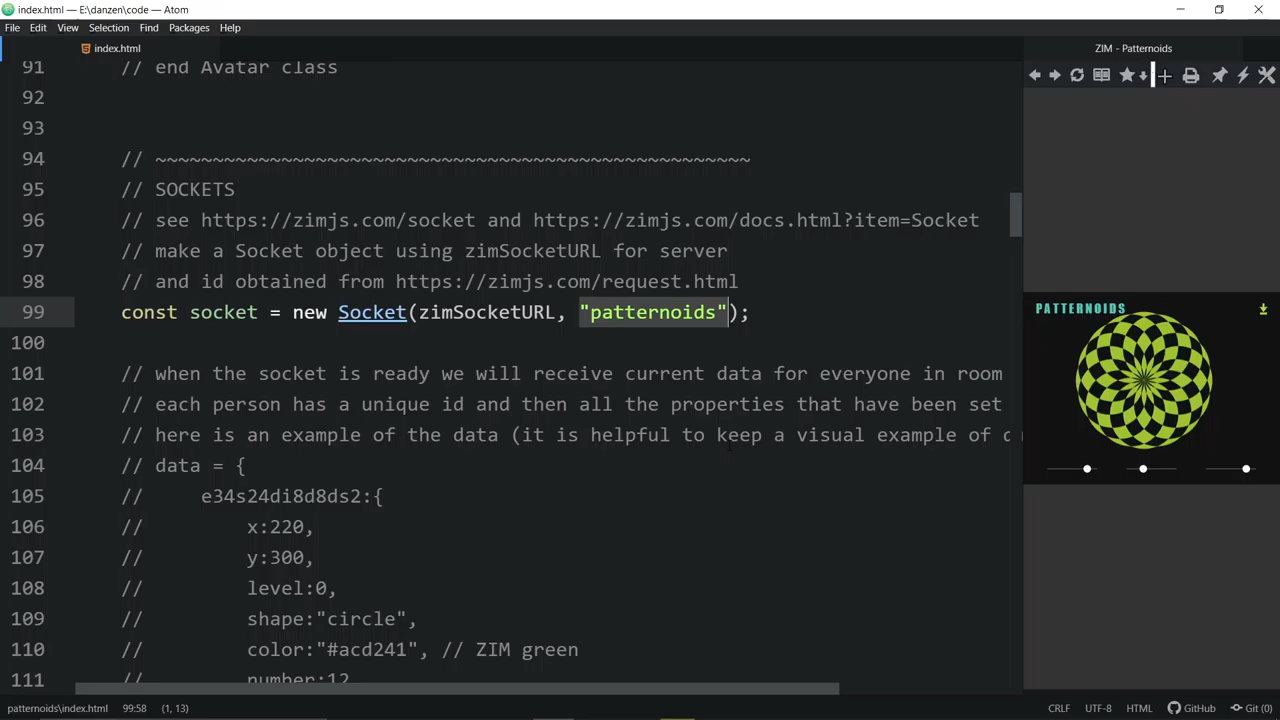 index.html — E:\danzen\code — Atom
File Edit View Selection Find Packages Help
index.html
ZIM - Patternoids
91 // end Avatar class
92
93
94 // ~~~~~~~~~~~~~~~~~~~~~~~~~~~~~~~~~~~~~~~~~~~~~~~~~~~~
95 // SOCKETS
96 // see https://zimjs.com/socket and https://zimjs.com/docs.html?item=Socket
97 // make a Socket object using zimSocketURL for server
98 // and id obtained from https://zimjs.com/request.html
99 const socket = new Socket(zimSocketURL, "patternoids");
100
101 // when the socket is ready we will receive current data for everyone in room
102 // each person has a unique id and then all the properties that have been set
103 // here is an example of the data (it is helpful to keep a visual example of
104 // data = {
105 // e34s24di8d8ds2:{
106 // x:220,
107 // y:300,
108 // level:0,
109 // shape:"circle",
110 // color:"#acd241", // ZIM green
111 // number:12
PATTERNOIDS
patternoids\index.html 99:58 (1, 13) CRLF UTF-8 HTML GitHub Git (0)